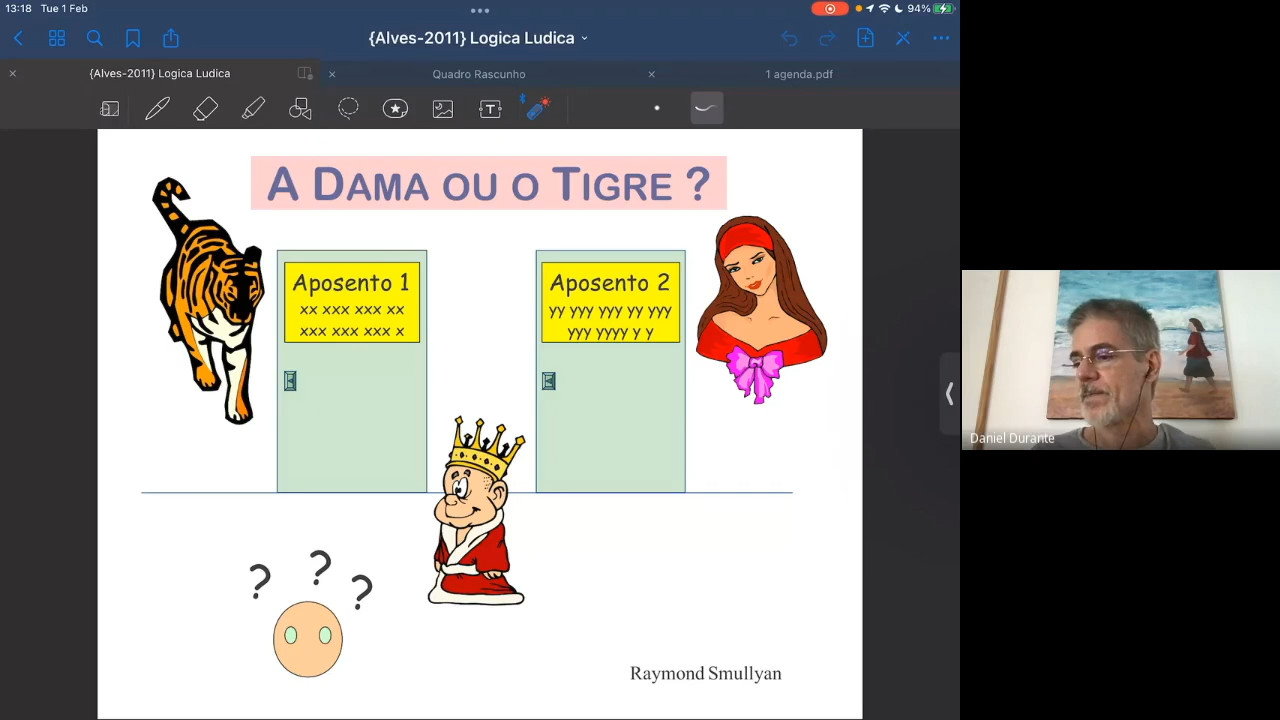 13:18 Tue 1 Feb
94%
{Alves-2011} Logica Ludica
{Alves-2011} Logica Ludica
Quadro Rascunho
1 agenda.pdf
T
A DAMA OU O TIGRE ?
Aposento 1
xx xxx xxx xx
xxx xxx xxx x
Aposento 2
yy yyy yyy yy yyy
yyy yyyy y y
? ? ?
Raymond Smullyan
Daniel Durante